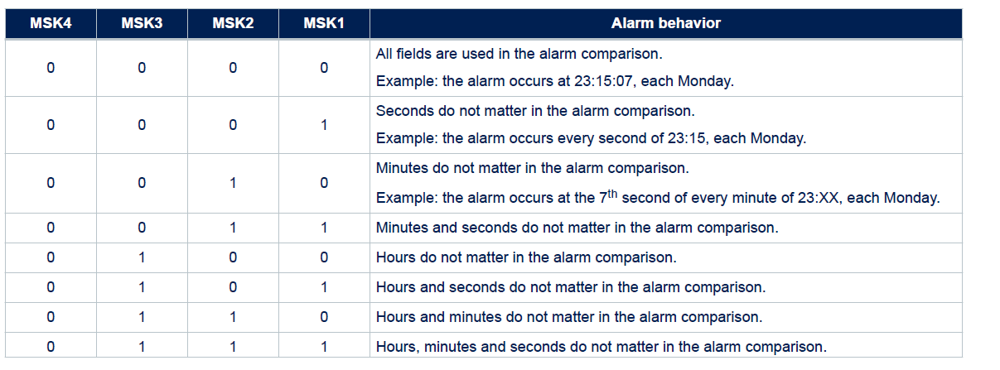 MSK4 MSK3 MSK2 MSK1 Alarm behavior
0 0 0 0 All fields are used in the alarm comparison.
Example: the alarm occurs at 23:15:07, each Monday.
0 0 0 1 Seconds do not matter in the alarm comparison.
Example: the alarm occurs every second of 23:15, each Monday.
0 0 1 0 Minutes do not matter in the alarm comparison.
Example: the alarm occurs at the 7th second of every minute of 23:XX, each Monday.
0 0 1 1 Minutes and seconds do not matter in the alarm comparison.
0 1 0 0 Hours do not matter in the alarm comparison.
0 1 0 1 Hours and seconds do not matter in the alarm comparison.
0 1 1 0 Hours and minutes do not matter in the alarm comparison.
0 1 1 1 Hours, minutes and seconds do not matter in the alarm comparison.